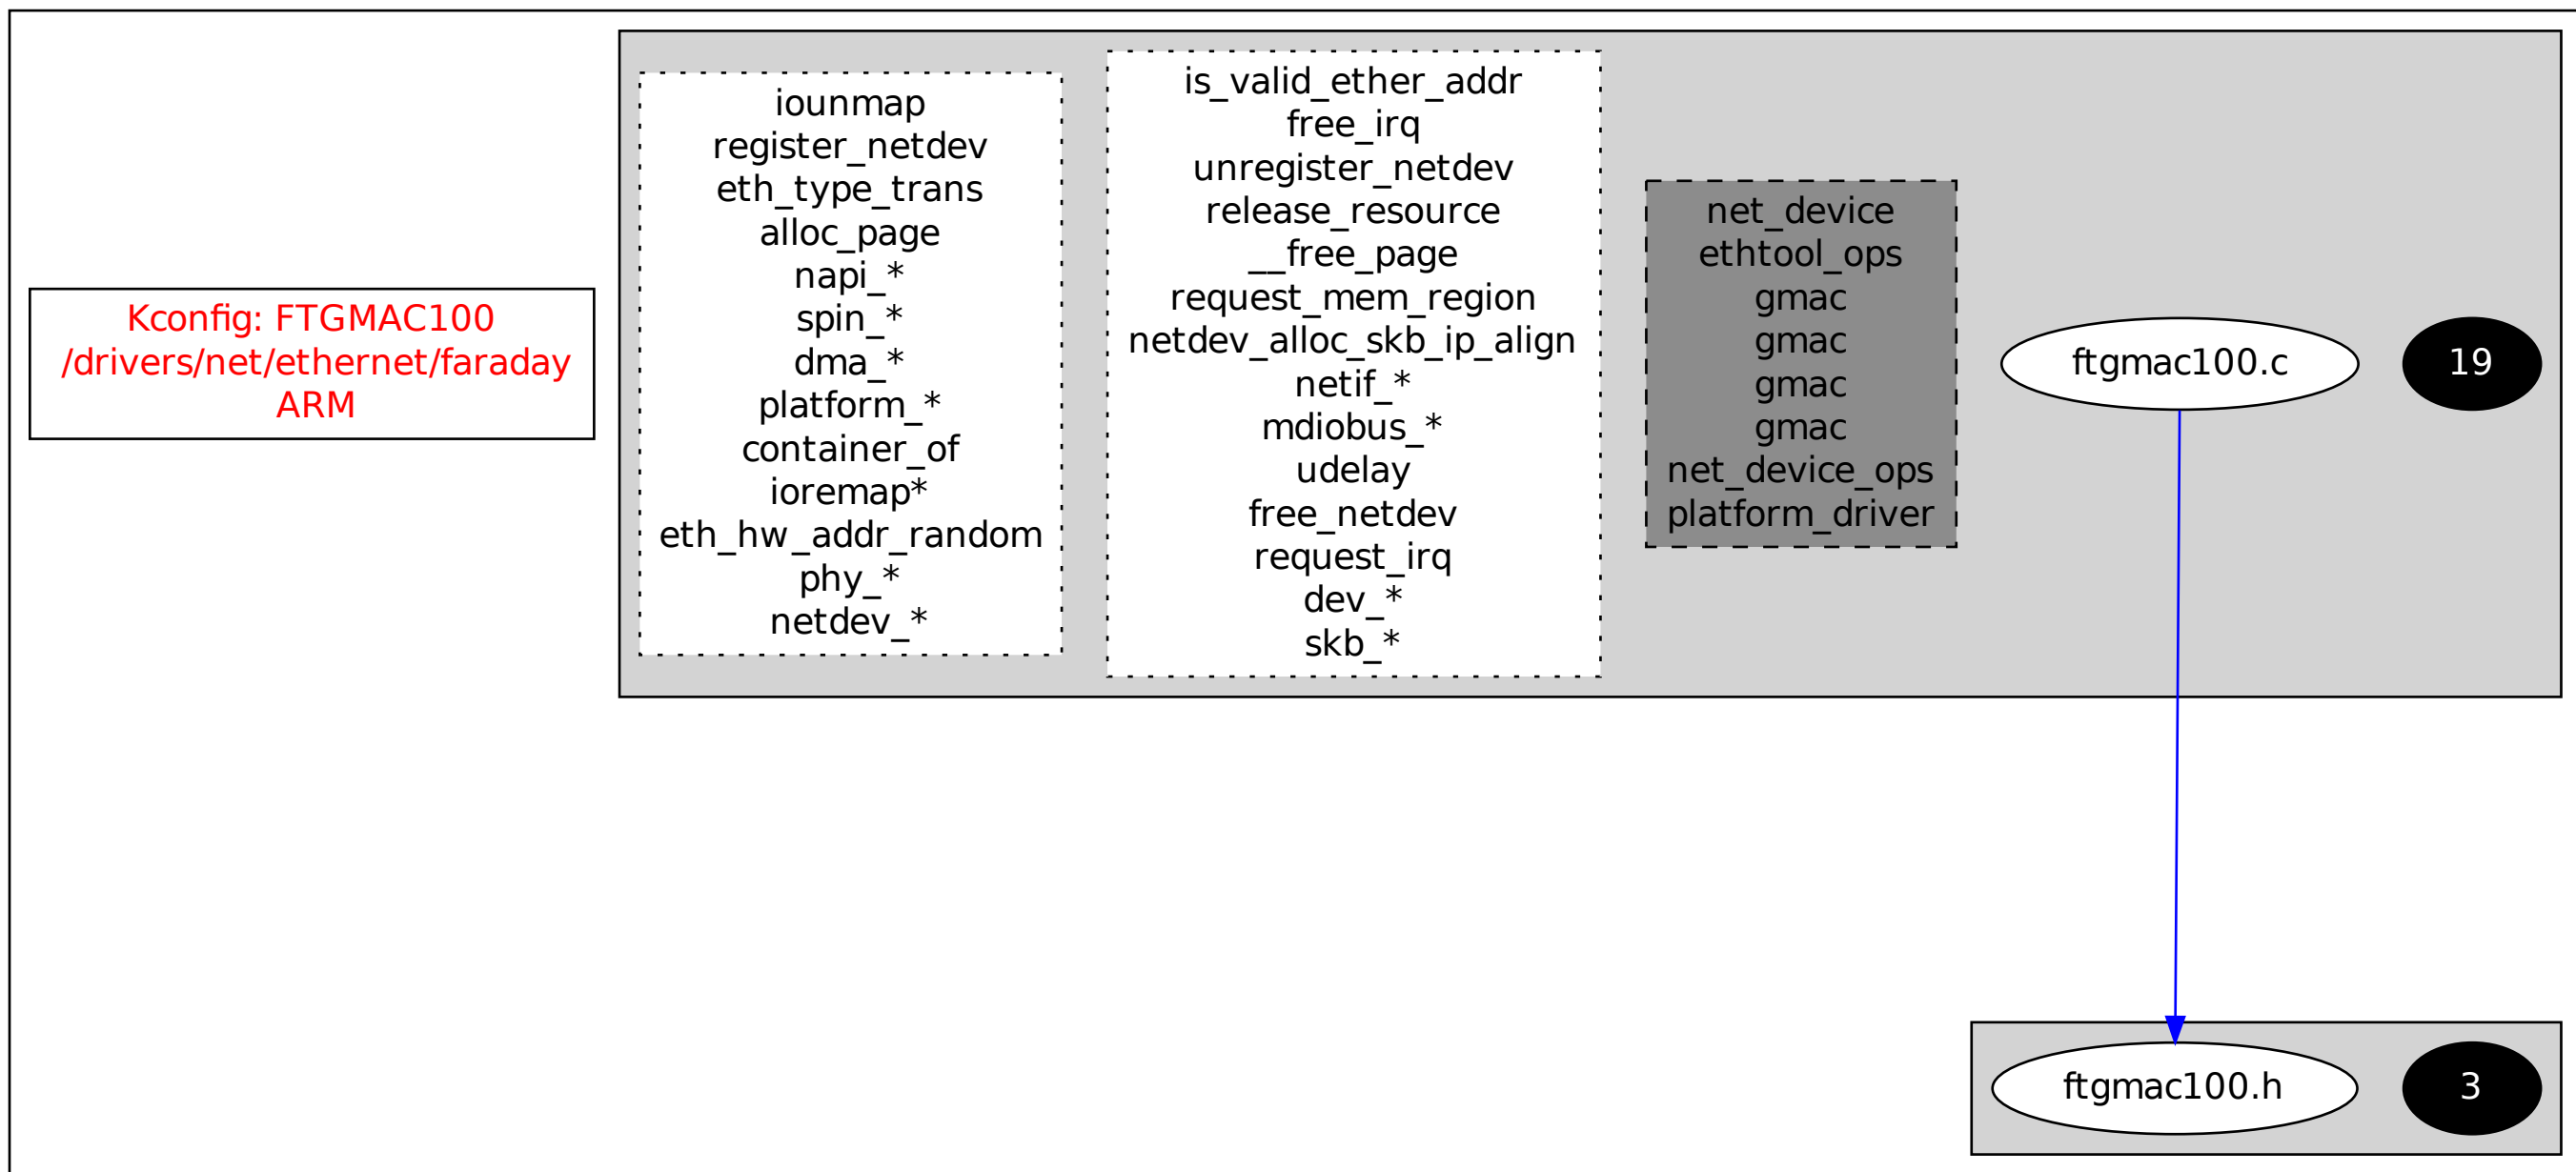 Kconfig: FTGMAC100
/drivers/net/ethernet/faraday
ARM
iounmap
register_netdev
eth_type_trans
alloc_page
napi_*
spin_*
dma_*
platform_*
container_of
ioremap*
eth_hw_addr_random
phy_*
netdev_*
is_valid_ether_addr
free_irq
unregister_netdev
release_resource
__free_page
request_mem_region
netdev_alloc_skb_ip_align
netif_*
mdiobus_*
udelay
free_netdev
request_irq
dev_*
skb_*
net_device
ethtool_ops
gmac
gmac
gmac
gmac
net_device_ops
platform_driver
ftgmac100.c
19
ftgmac100.h
3